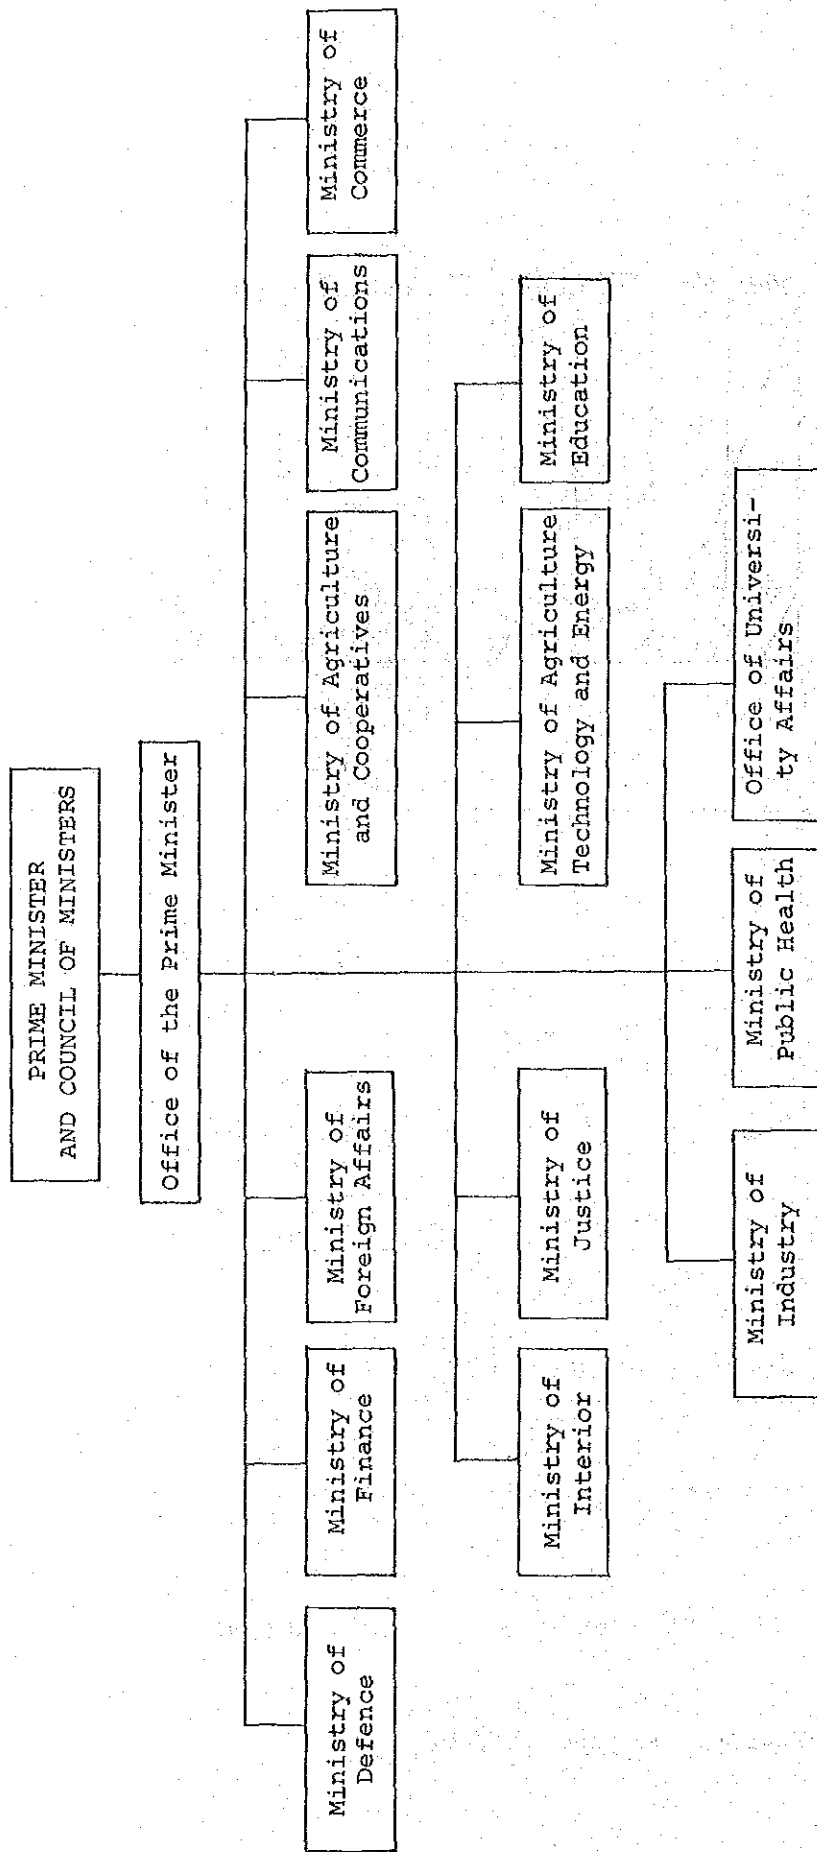 PRIME MINISTER
AND COUNCIL OF MINISTERS
Office of the Prime Minister
Ministry of
Defence
Ministry of
Finance
Ministry of
Foreign Affairs
Ministry of Agriculture
and Cooperatives
Ministry of
Communications
Ministry of
Commerce
Ministry of
Interior
Ministry of
Justice
Ministry of Agriculture
Technology and Energy
Ministry of
Education
Ministry of
Industry
Ministry of
Public Health
Office of Universi-
ty Affairs